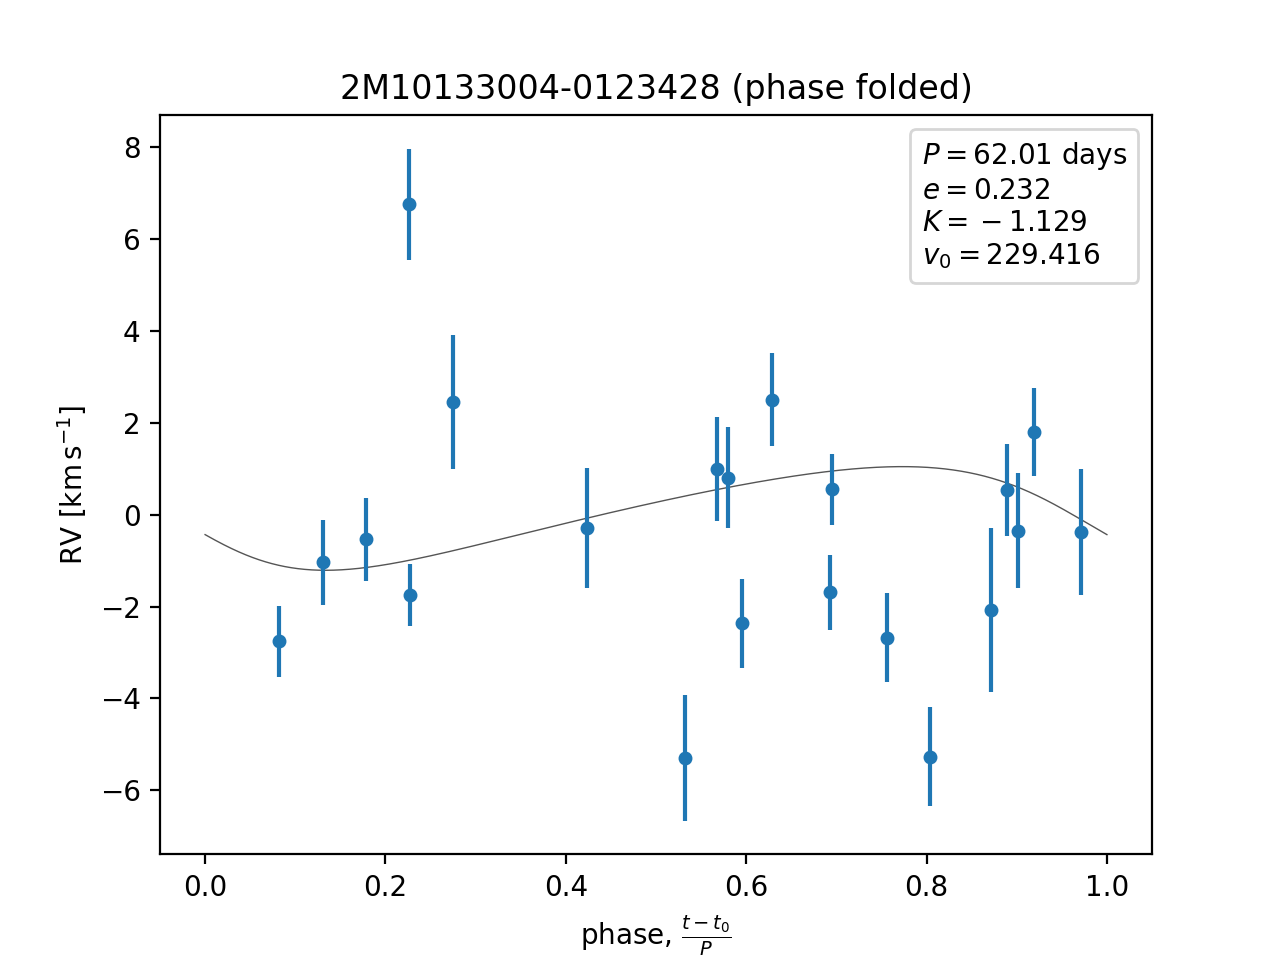 2M10133004-0123428 (phase folded)
P = 62.01 days
e = 0.232
K = −1.129
v₀ = 229.416
RV [km s⁻¹]
8
6
4
2
0
−2
−4
−6
0.0 0.2 0.4 0.6 0.8 1.0
phase, (t − t₀)/P